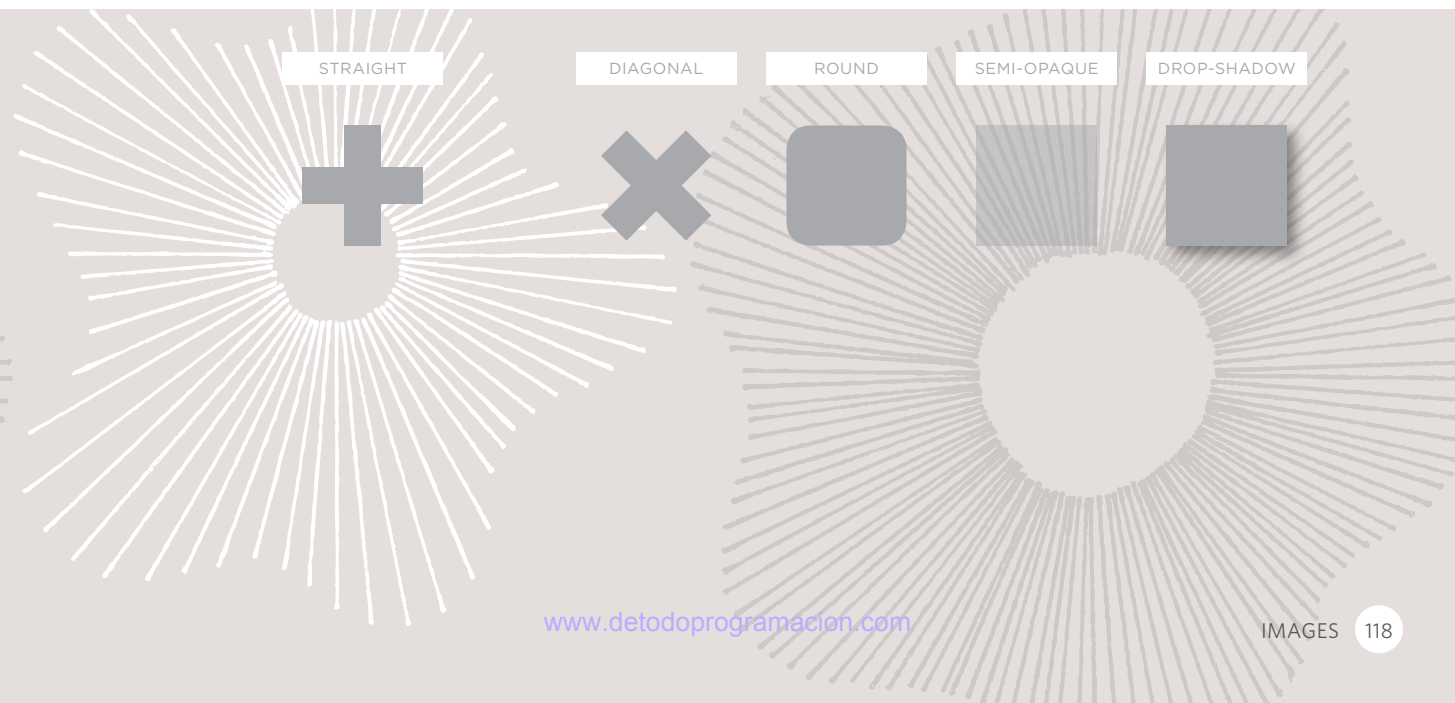 STRAIGHT
DIAGONAL
ROUND
SEMI-OPAQUE
DROP-SHADOW
www.detodoprogramacion.com
IMAGES 118